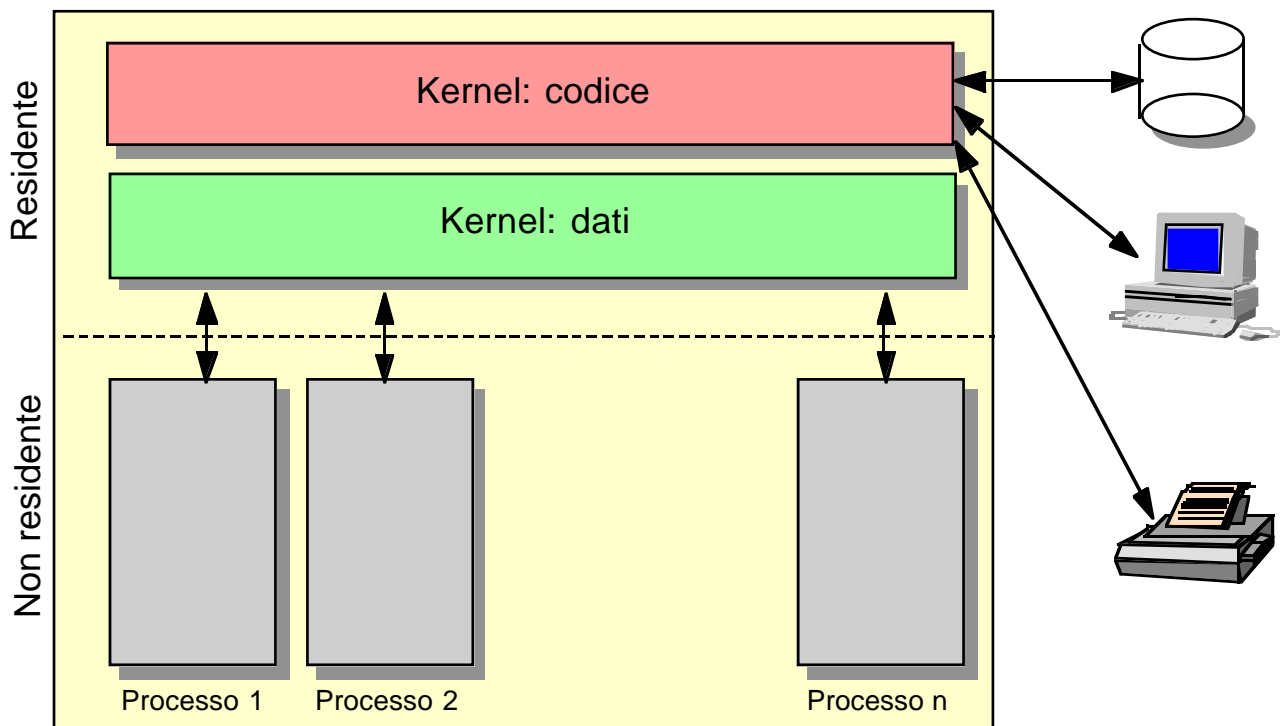 Residente
Kernel: codice
Kernel: dati
Non residente
Processo 1
Processo 2
Processo n